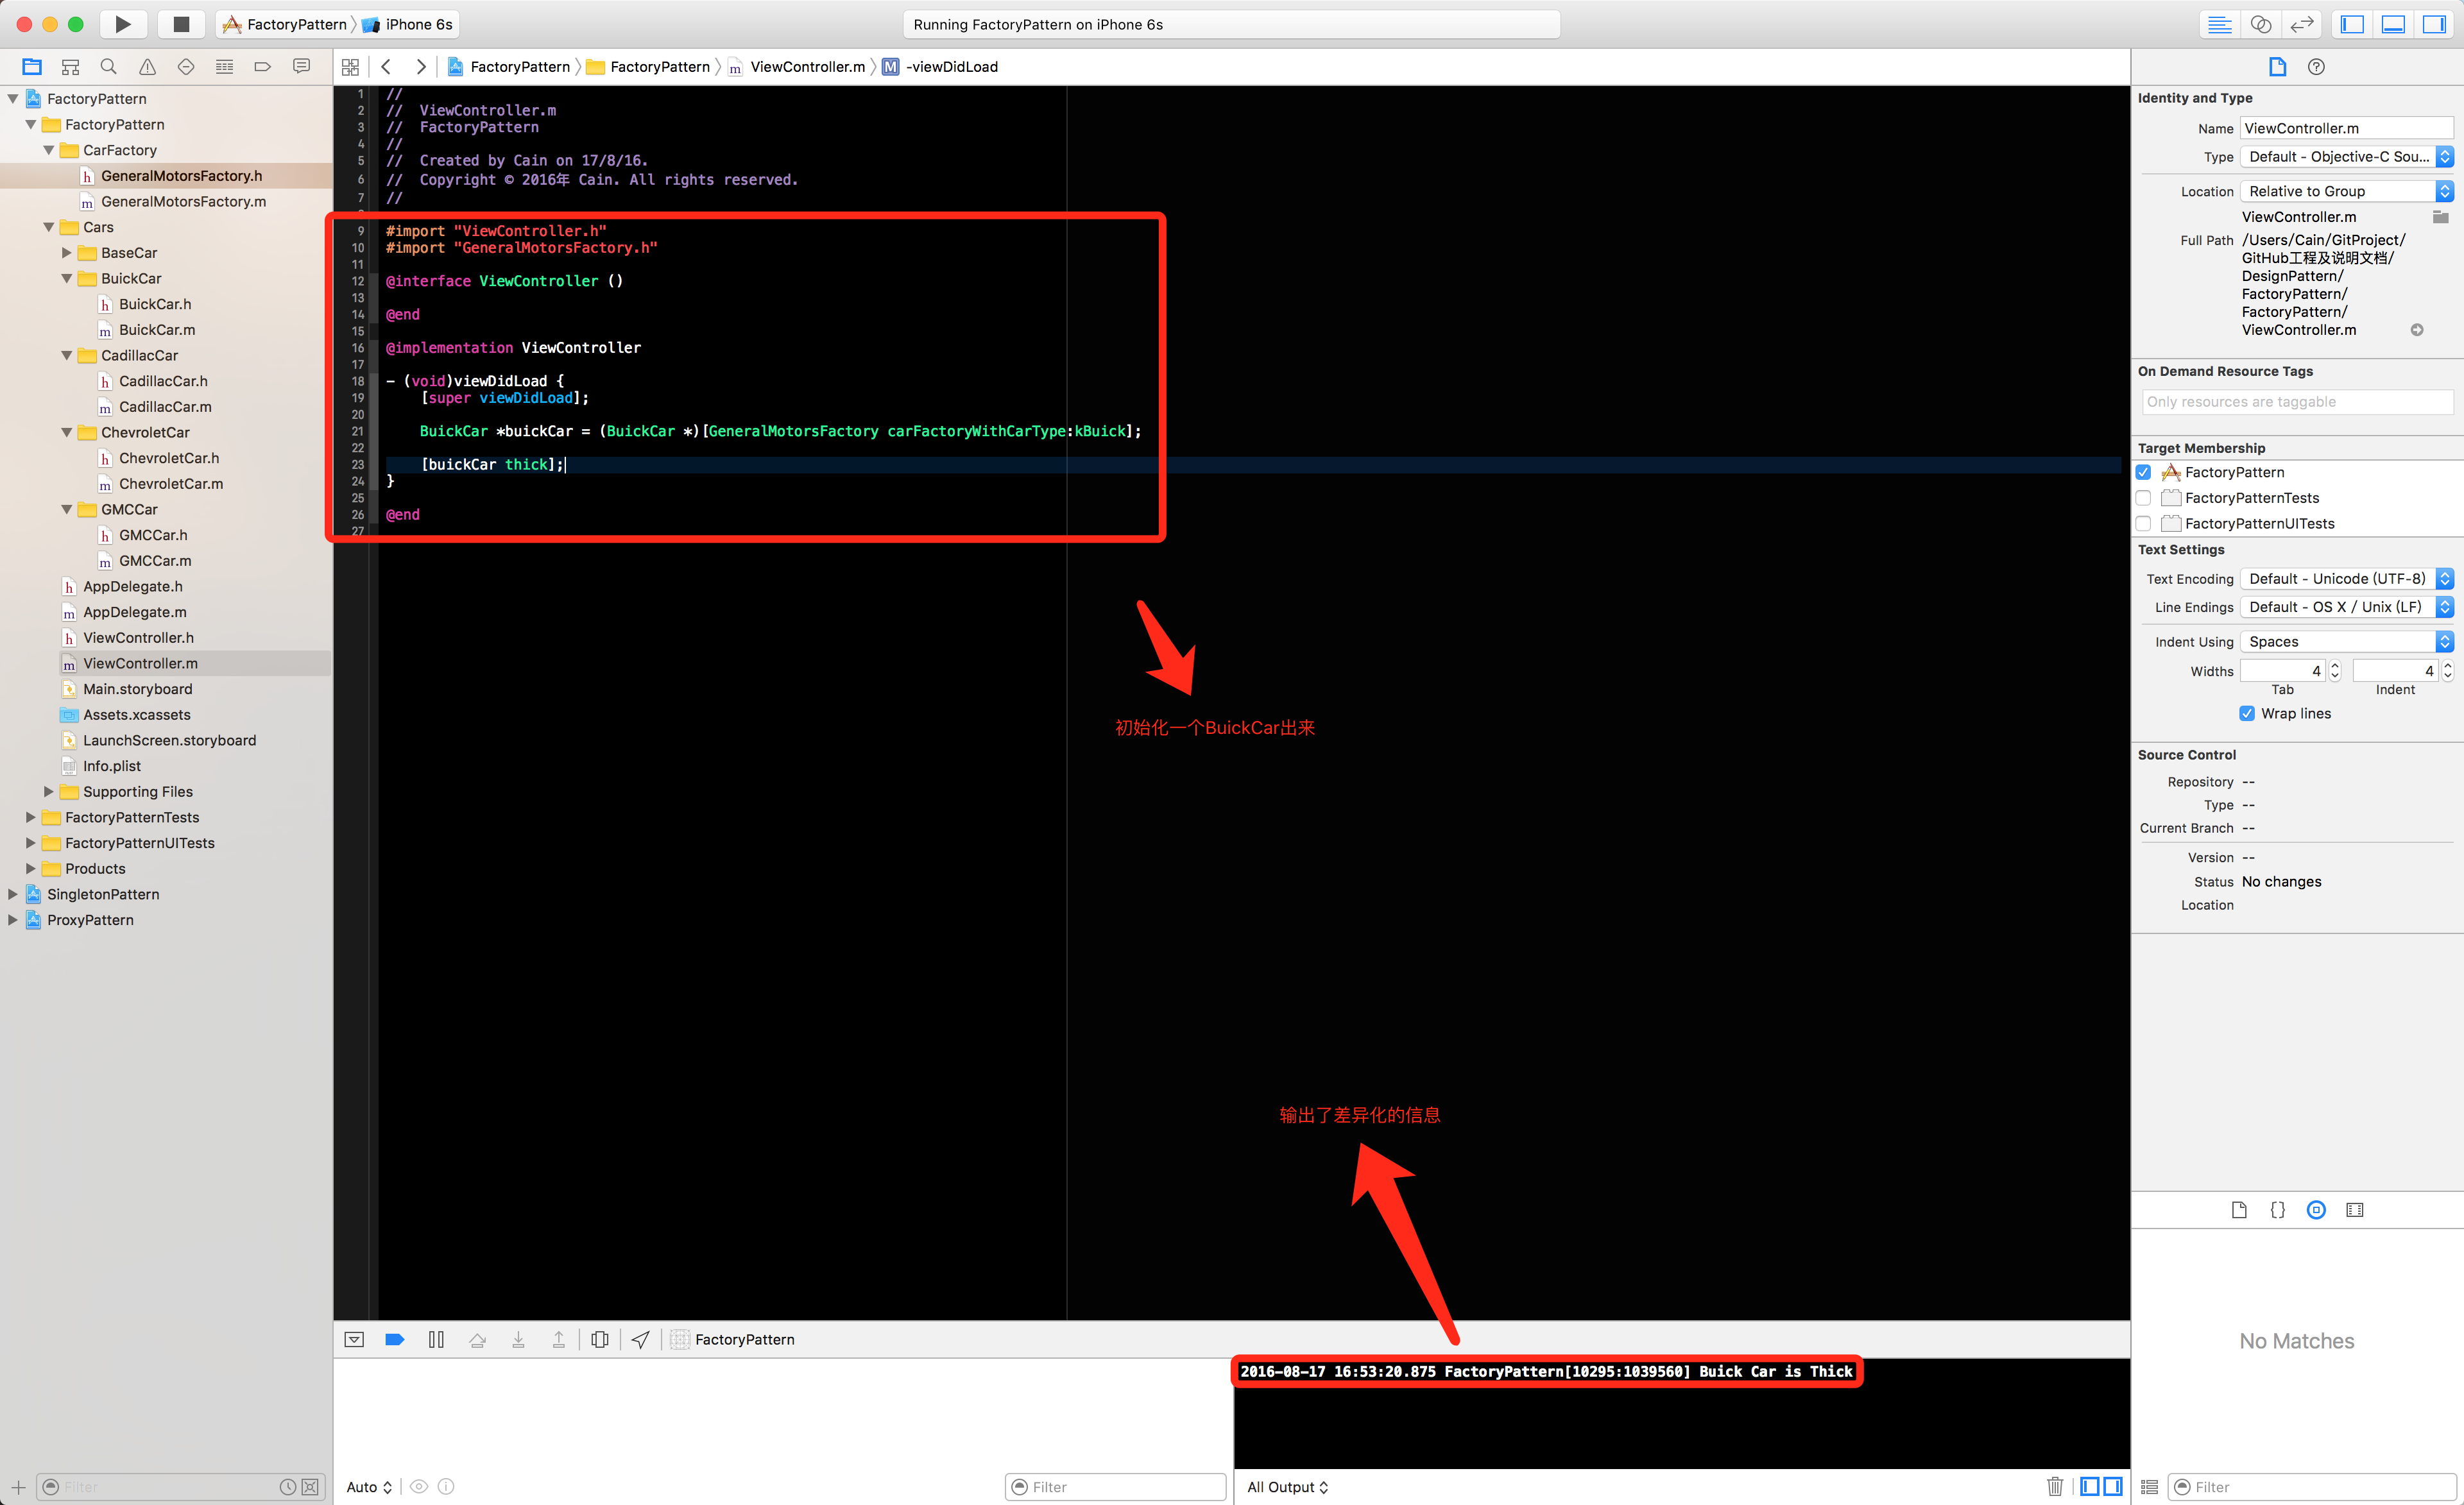 FactoryPattern
iPhone 6s
Running FactoryPattern on iPhone 6s
FactoryPattern
FactoryPattern
ViewController.m
M
-viewDidLoad
FactoryPattern
FactoryPattern
CarFactory
GeneralMotorsFactory.h
GeneralMotorsFactory.m
Cars
BaseCar
BuickCar
BuickCar.h
BuickCar.m
CadillacCar
CadillacCar.h
CadillacCar.m
ChevroletCar
ChevroletCar.h
ChevroletCar.m
GMCCar
GMCCar.h
GMCCar.m
AppDelegate.h
AppDelegate.m
ViewController.h
ViewController.m
Main.storyboard
Assets.xcassets
LaunchScreen.storyboard
Info.plist
Supporting Files
FactoryPatternTests
FactoryPatternUITests
Products
SingletonPattern
ProxyPattern
Filter
1 //
2 //  ViewController.m
3 //  FactoryPattern
4 //
5 //  Created by Cain on 17/8/16.
6 //  Copyright © 2016年 Cain. All rights reserved.
7 //
9 #import "ViewController.h"
10 #import "GeneralMotorsFactory.h"
11
12 @interface ViewController ()
13
14 @end
15
16 @implementation ViewController
17
18 - (void)viewDidLoad {
19     [super viewDidLoad];
20
21     BuickCar *buickCar = (BuickCar *)[GeneralMotorsFactory carFactoryWithCarType:kBuick];
22
23     [buickCar thick];
24 }
25
26 @end
27
初始化一个BuickCar出来
输出了差异化的信息
FactoryPattern
2016-08-17 16:53:20.875 FactoryPattern[10295:1039560] Buick Car is Thick
Auto
Filter
All Output
Identity and Type
Name ViewController.m
Type Default - Objective-C Sou...
Location Relative to Group
ViewController.m
Full Path /Users/Cain/GitProject/
GitHub工程及说明文档/
DesignPattern/
FactoryPattern/
FactoryPattern/
ViewController.m
On Demand Resource Tags
Only resources are taggable
Target Membership
FactoryPattern
FactoryPatternTests
FactoryPatternUITests
Text Settings
Text Encoding Default - Unicode (UTF-8)
Line Endings Default - OS X / Unix (LF)
Indent Using Spaces
Widths 4 4
Tab Indent
Wrap lines
Source Control
Repository --
Type --
Current Branch --
Version --
Status No changes
Location
No Matches
Filter